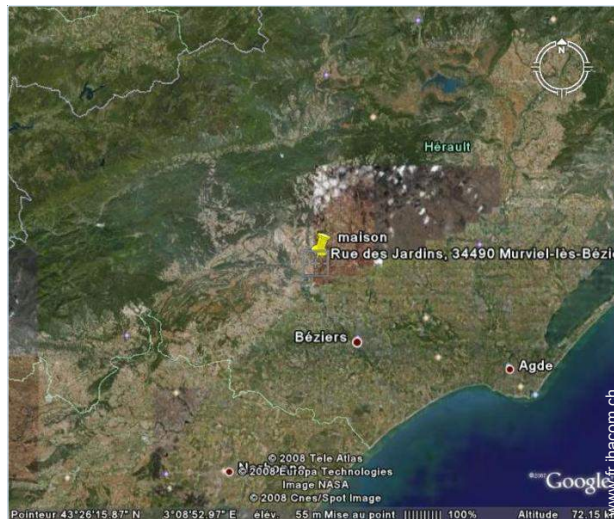 N
Hérault
maison
Rue des Jardins, 34490 Murviel-lès-Bézie
Béziers
Agde
© 2008 Tele Atlas
© 2008 Europa Technologies
Image NASA
© 2008 Cnes/Spot Image
Google
www.fr.ihacom.ch
Pointeur 43°26'15.87" N 3°08'52.97" E élév. 55 m Mise au point 100% Altitude 72.15